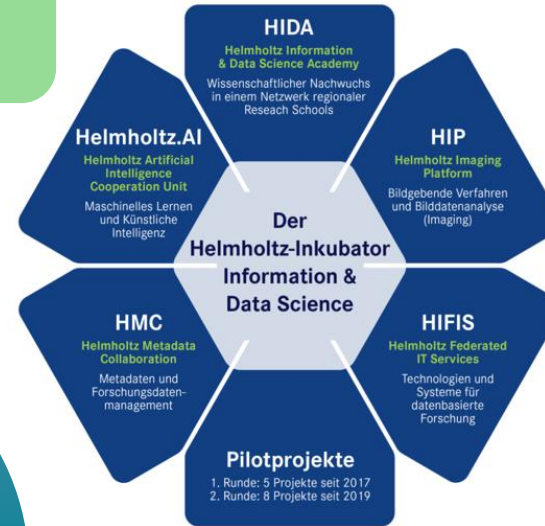 HIDA
Helmholtz Information
& Data Science Academy
Wissenschaftlicher Nachwuchs
in einem Netzwerk regionaler
Reseach Schools
Helmholtz.AI
Helmholtz Artificial
Intelligence
Cooperation Unit
Maschinelles Lernen
und Künstliche
Intelligenz
HIP
Helmholtz Imaging
Platform
Bildgebende Verfahren
und Bilddatenanalyse
(Imaging)
Der
Helmholtz-Inkubator
Information &
Data Science
HMC
Helmholtz Metadata
Collaboration
Metadaten und
Forschungsdaten-
management
HIFIS
Helmholtz Federated
IT Services
Technologien und
Systeme für
datenbasierte
Forschung
Pilotprojekte
1. Runde: 5 Projekte seit 2017
2. Runde: 8 Projekte seit 2019